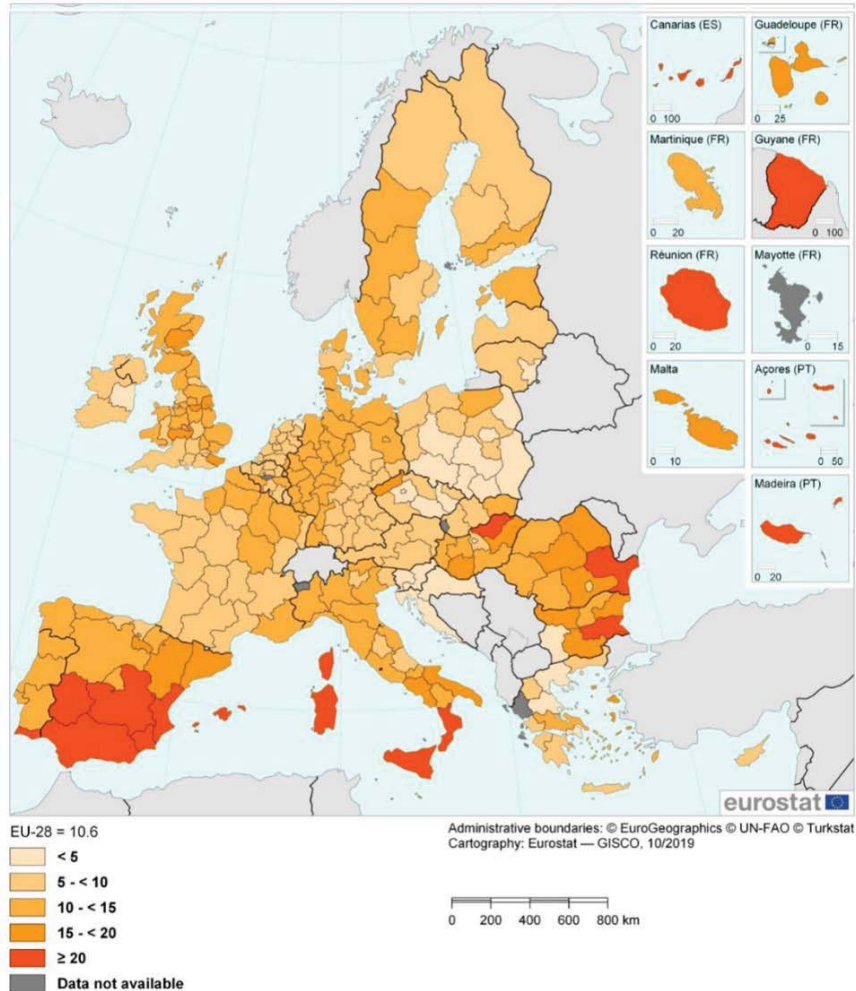 Canarias (ES)
0 100
Guadeloupe (FR)
0 25
Martinique (FR)
0 20
Guyane (FR)
0 100
Réunion (FR)
0 20
Mayotte (FR)
0 15
Malta
0 10
Açores (PT)
0 50
Madeira (PT)
0 20
eurostat
EU-28 = 10.6
< 5
5 - < 10
10 - < 15
15 - < 20
≥ 20
Data not available
Administrative boundaries: © EuroGeographics © UN-FAO © Turkstat
Cartography: Eurostat — GISCO, 10/2019
0 200 400 600 800 km